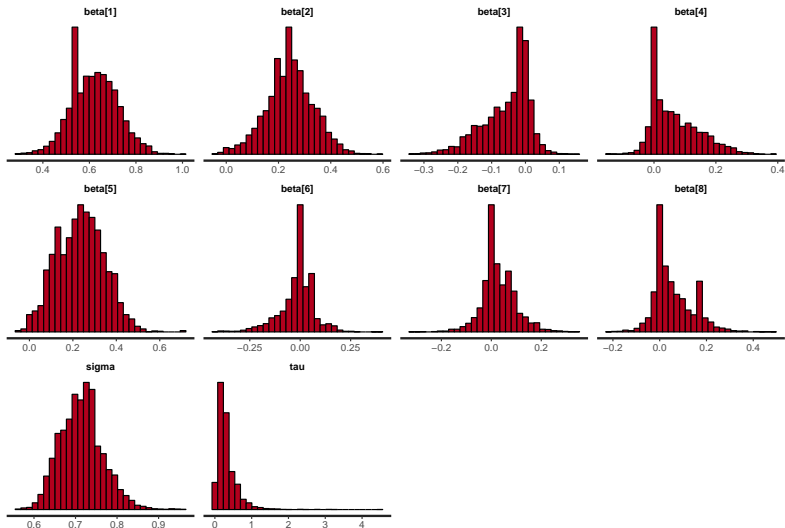 beta[1] beta[2] beta[3] beta[4]
0.4 0.6 0.8 1.0 0.0 0.2 0.4 0.6 −0.3 −0.2 −0.1 0.0 0.1 0.0 0.2 0.4
beta[5] beta[6] beta[7] beta[8]
0.0 0.2 0.4 0.6 −0.25 0.00 0.25 −0.2 0.0 0.2 −0.2 0.0 0.2 0.4
sigma tau
0.6 0.7 0.8 0.9 0 1 2 3 4